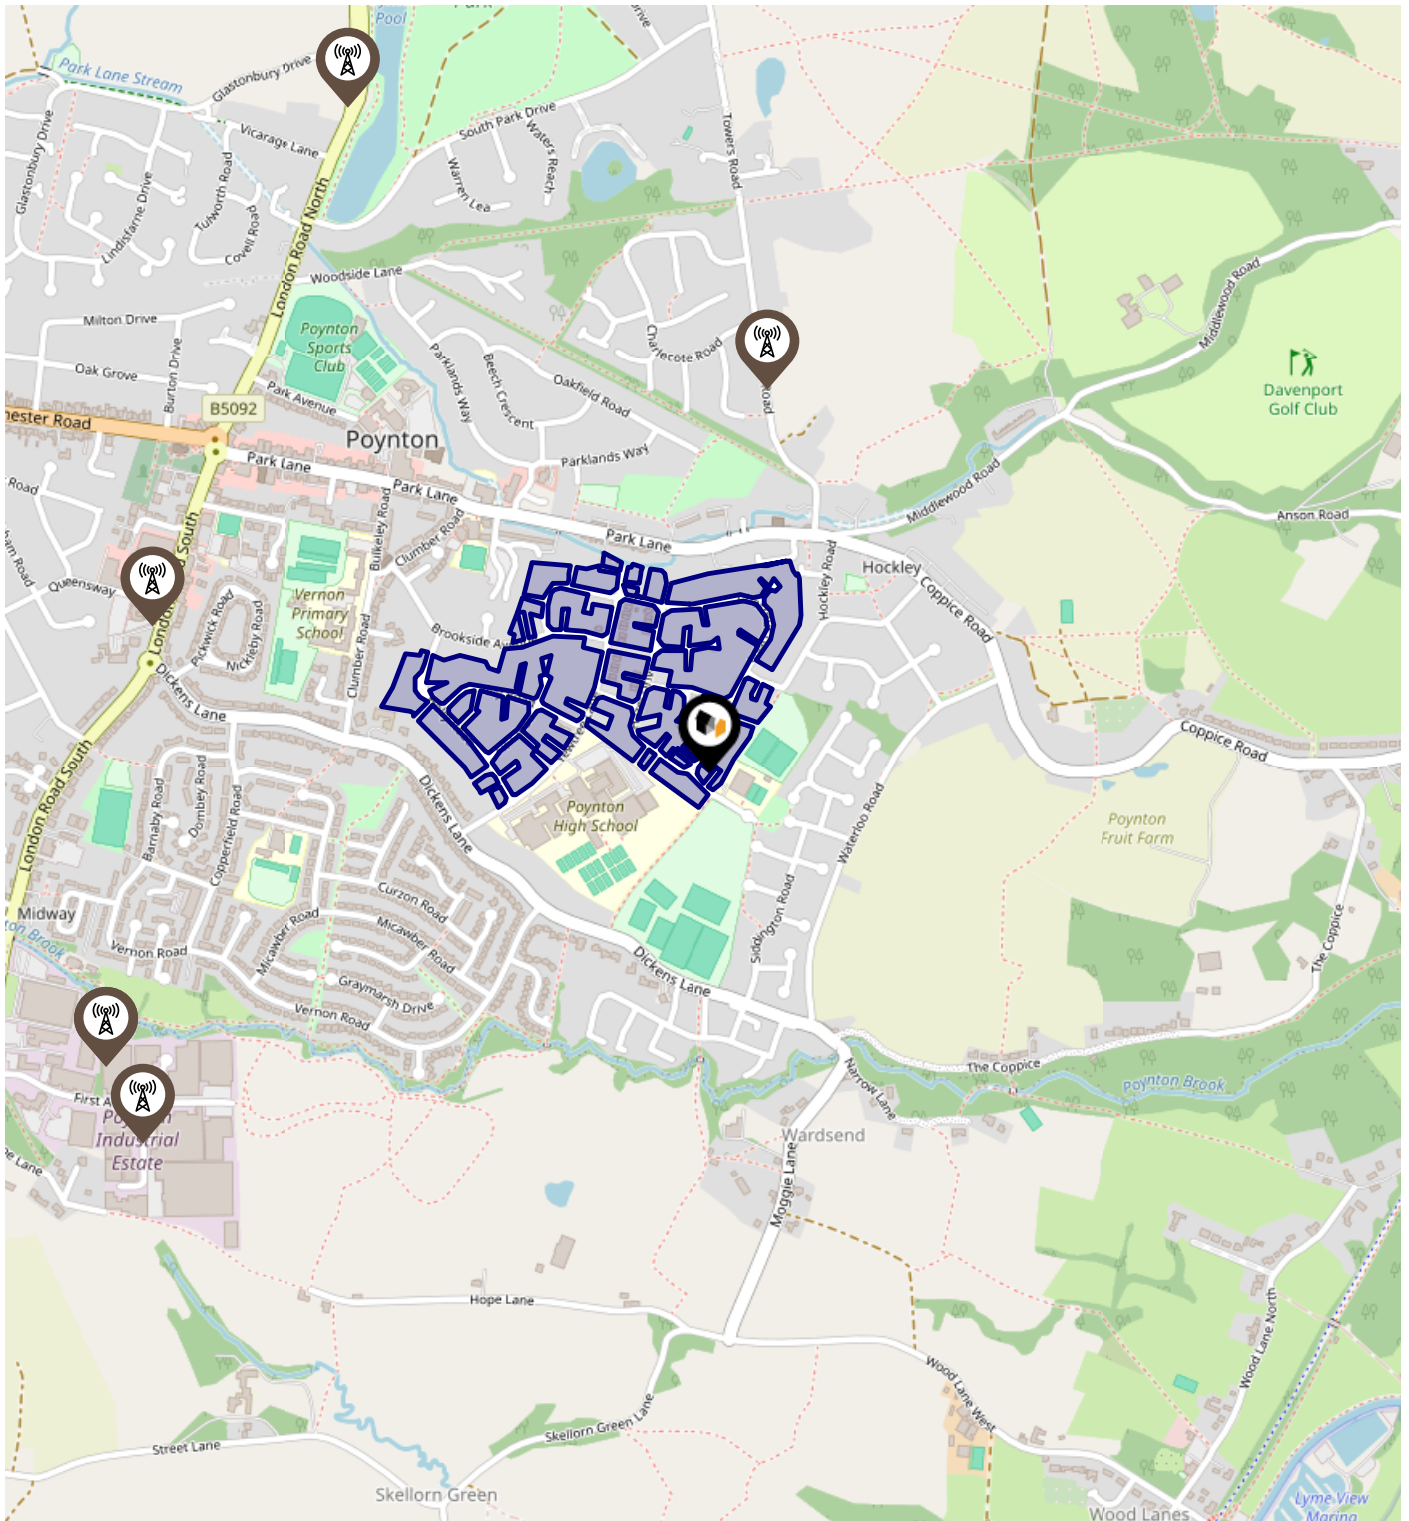 Pool
Park
Park Lane Stream
Glastonbury Drive
Glastonbury Drive
Vicarage Lane
South Park Drive
Waters Reach
Warren Lea
Towers Road
Tulworth Road
Lindisfarne Drive
Covell Road
London Road North
Woodside Lane
Milton Drive
Poynton
Sports
Club
Middlewood Road
Charlecote Road
Burton Drive
Oak Grove
Parklands Way
Beech Crescent
Oakfield Road
Park Avenue
Davenport
Golf Club
B5092
Road
Poynton
Park Lane
Parklands Way
Park Lane
Middlewood Road
Road
Bulkeley Road
Clumber Road
Park Lane
Anson Road
Hockley
Hockley Road
Coppice Road
Queensway
Vernon
Primary
School
Pickwick Road
Nickleby Road
Clumber Road
Dickens Lane
Coppice Road
London Road South
Dickens Lane
Poynton
High School
Barnaby Road
Dombey Road
Copperfield Road
Waterloo Road
Poynton
Fruit Farm
Curzon Road
Midway
Micawber Road
Micawber Road
Siddington Road
The Coppice
Vernon Road
Dickens Lane
Graymarsh Drive
Vernon Road
The Coppice
Narrow Lane
Poynton Brook
Industrial
Estate
Wardsend
Moggie Lane
Hope Lane
Wood Lane North
Wood Lane West
Skellorn Green Lane
Street Lane
Skellorn Green
Lyme View
Marina
Wood Lanes